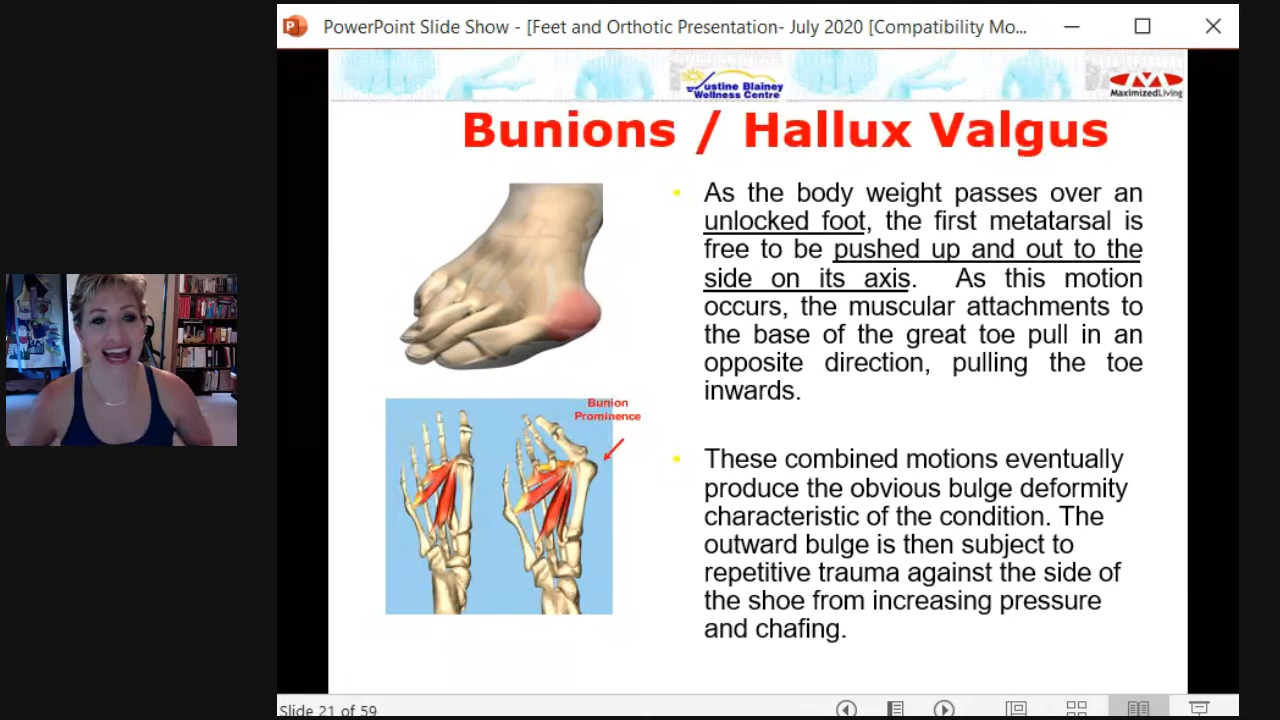 PowerPoint Slide Show - [Feet and Orthotic Presentation- July 2020 [Compatibility Mo...
Justine Blainey
Wellness Centre
MaximizedLiving
Bunions / Hallux Valgus
As the body weight passes over an
unlocked foot, the first metatarsal is
free to be pushed up and out to the
side on its axis. As this motion
occurs, the muscular attachments to
the base of the great toe pull in an
opposite direction, pulling the toe
inwards.
Bunion
Prominence
These combined motions eventually
produce the obvious bulge deformity
characteristic of the condition. The
outward bulge is then subject to
repetitive trauma against the side of
the shoe from increasing pressure
and chafing.
Slide 21 of 59